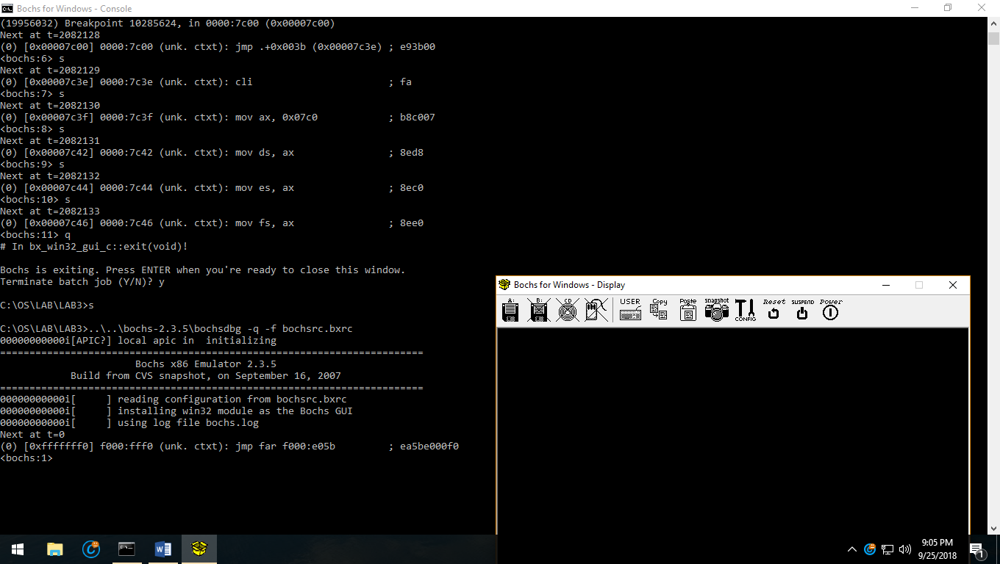 Bochs for Windows - Console
(19956032) Breakpoint 10285624, in 0000:7c00 (0x00007c00)
Next at t=2082128
(0) [0x00007c00] 0000:7c00 (unk. ctxt): jmp .+0x003b (0x00007c3e) ; e93b00
<bochs:6> s
Next at t=2082129
(0) [0x00007c3e] 0000:7c3e (unk. ctxt): cli ; fa
<bochs:7> s
Next at t=2082130
(0) [0x00007c3f] 0000:7c3f (unk. ctxt): mov ax, 0x07c0 ; b8c007
<bochs:8> s
Next at t=2082131
(0) [0x00007c42] 0000:7c42 (unk. ctxt): mov ds, ax ; 8ed8
<bochs:9> s
Next at t=2082132
(0) [0x00007c44] 0000:7c44 (unk. ctxt): mov es, ax ; 8ec0
<bochs:10> s
Next at t=2082133
(0) [0x00007c46] 0000:7c46 (unk. ctxt): mov fs, ax ; 8ee0
<bochs:11> q
# In bx_win32_gui_c::exit(void)!
Bochs is exiting. Press ENTER when you're ready to close this window.
Terminate batch job (Y/N)? y
C:\OS\LAB\LAB3>s
C:\OS\LAB\LAB3>..\..\bochs-2.3.5\bochsdbg -q -f bochsrc.bxrc
00000000000i[APIC?] local apic in  initializing
========================================================================
Bochs x86 Emulator 2.3.5
Build from CVS snapshot, on September 16, 2007
========================================================================
00000000000i[     ] reading configuration from bochsrc.bxrc
00000000000i[     ] installing win32 module as the Bochs GUI
00000000000i[     ] using log file bochs.log
Next at t=0
(0) [0xfffffff0] f000:fff0 (unk. ctxt): jmp far f000:e05b ; ea5be000f0
<bochs:1>
Bochs for Windows - Display
A: B: CD USER Copy Paste snapshot CONFIG Reset SUSPEND Power
9:05 PM
9/25/2018
1